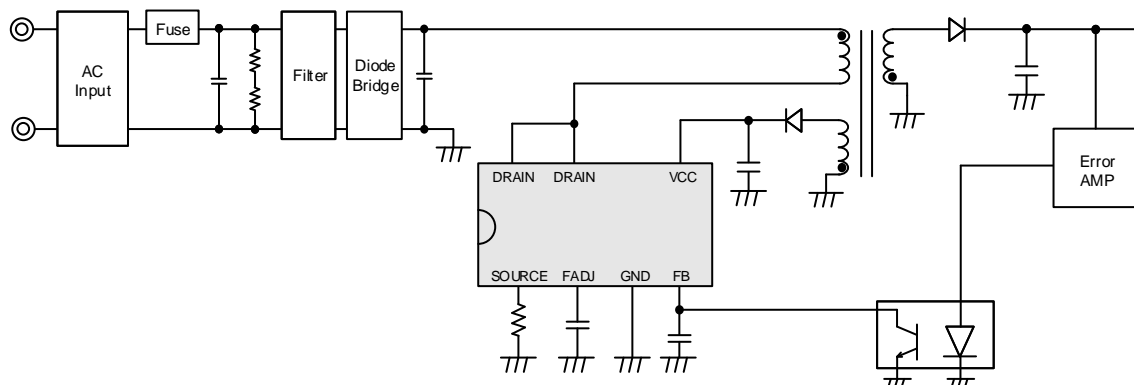 AC
Input
Fuse
Filter
Diode
Bridge
DRAIN
DRAIN
VCC
SOURCE
FADJ
GND
FB
Error
AMP